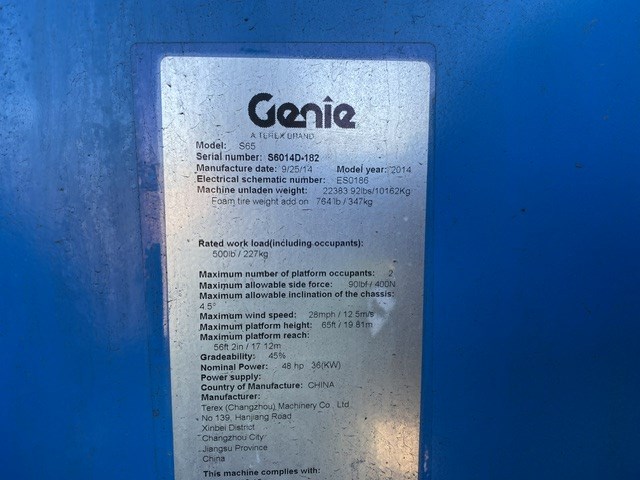 Genie
A TEREX BRAND
Model: S65
Serial number: S6014D-182
Manufacture date: 9/25/14 Model year: 2014
Electrical schematic number: ES0186
Machine unladen weight: 22383.92lbs/10162Kg
Foam tire weight add on 764lb / 347kg
Rated work load(including occupants):
500lb / 227kg
Maximum number of platform occupants: 2
Maximum allowable side force: 90lbf / 400N
Maximum allowable inclination of the chassis:
4.5°
Maximum wind speed: 28mph / 12.5m/s
Maximum platform height: 65ft / 19.81m
Maximum platform reach:
56ft 2in / 17.12m
Gradeability: 45%
Nominal Power: 48 hp 36(KW)
Power supply:
Country of Manufacture: CHINA
Manufacturer:
Terex (Changzhou) Machinery Co., Ltd.
No 139, Hanjiang Road
Xinbei District
Changzhou City
Jiangsu Province
China
This machine complies with: